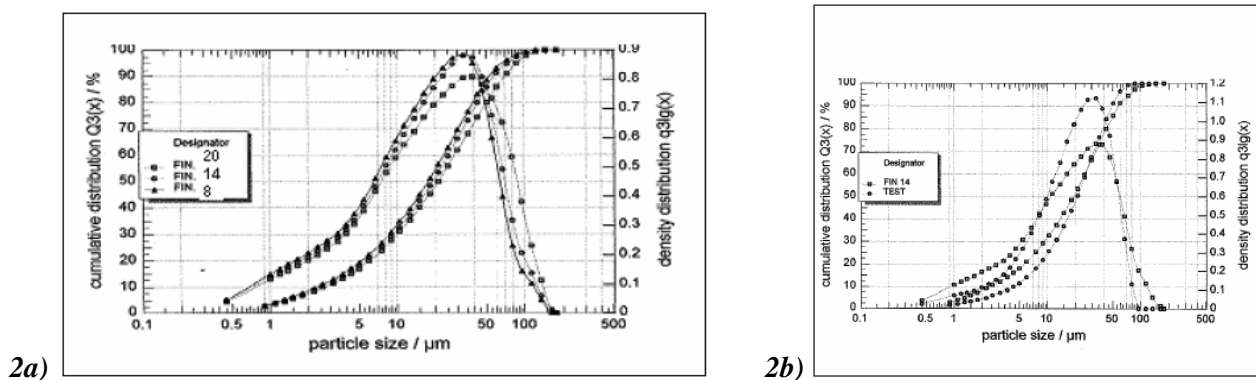 cumulative distribution Q3(x) / %
100
90
80
70
60
50
40
30
20
10
0
Designator
FIN. 20
FIN. 14
FIN. 8
0.9
0.8
0.7
0.6
0.5
0.4
0.3
0.2
0.1
0
density distribution q3lg(x)
0.1 0.5 1 5 10 50 100 500
particle size / µm
2a)
cumulative distribution Q3(x) / %
100
90
80
70
60
50
40
30
20
10
0
Designator
FIN 14
TEST
1.2
1.1
1.0
0.9
0.8
0.7
0.6
0.5
0.4
0.3
0.2
0.1
0
density distribution q3lg(x)
0.1 0.5 1 5 10 50 100 500
particle size / µm
2b)